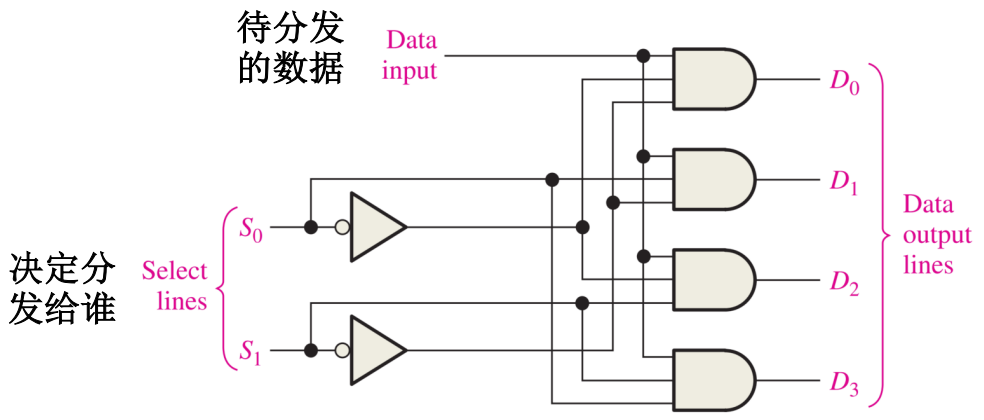 待分发
的数据
Data
input
D0
D1
S0
Data
output
lines
决定分
发给谁
Select
lines
D2
S1
D3